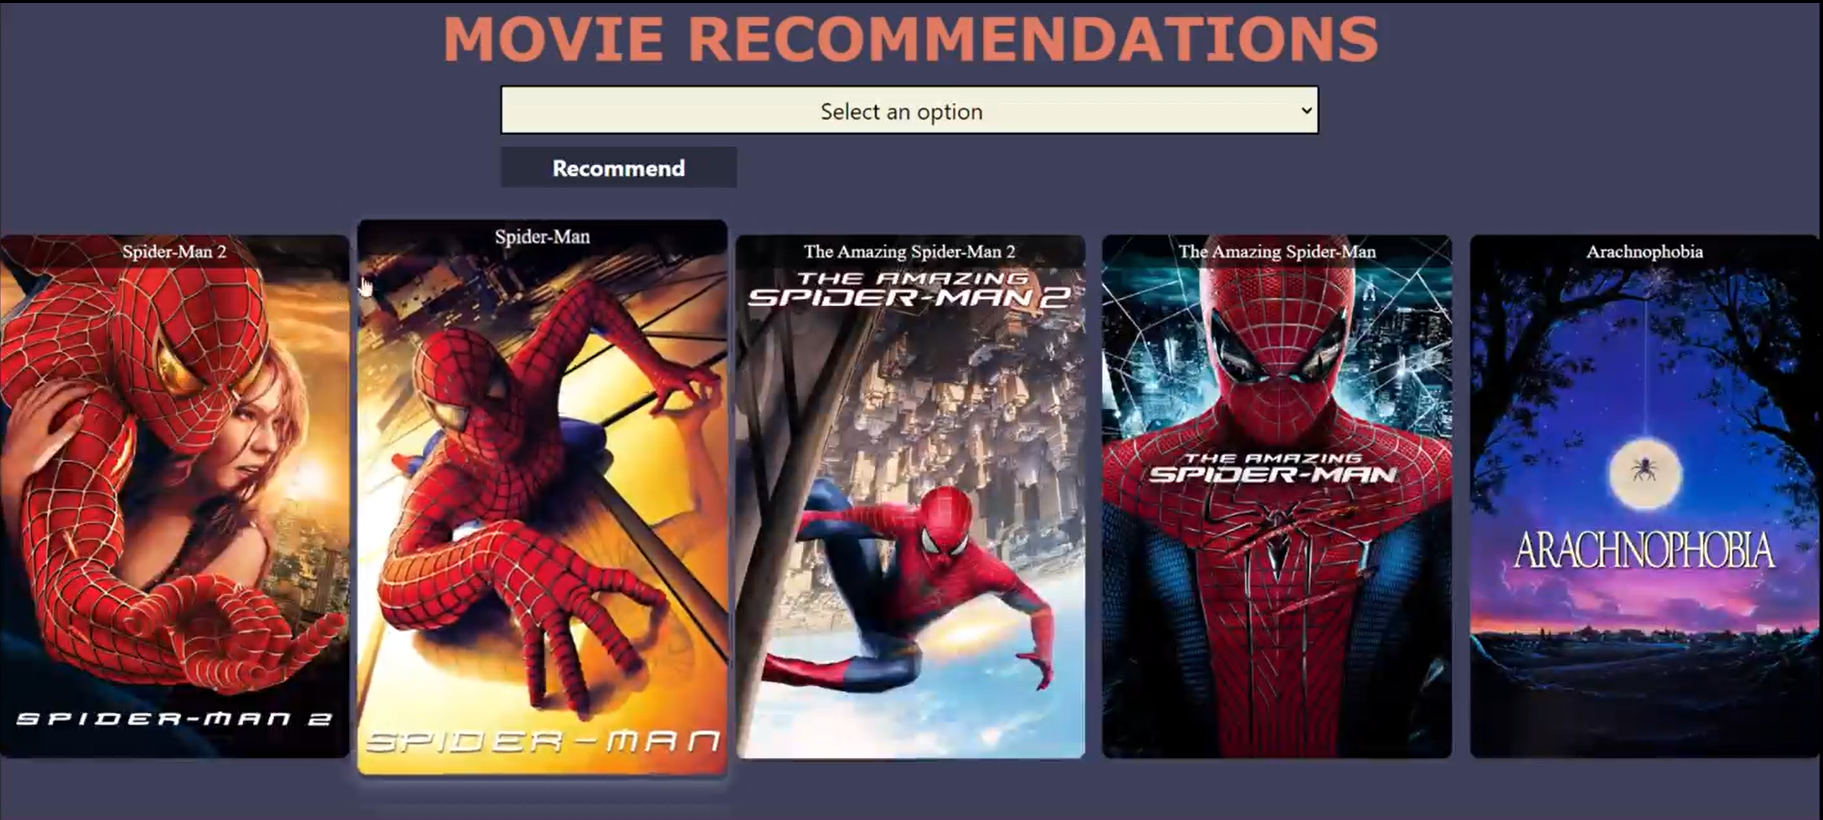 MOVIE RECOMMENDATIONS
Select an option
Recommend
Spider-Man 2
SPIDER-MAN 2
Spider-Man
SPIDER-MAN
The Amazing Spider-Man 2
THE AMAZING
SPIDER-MAN 2
The Amazing Spider-Man
THE AMAZING
SPIDER-MAN
Arachnophobia
ARACHNOPHOBIA